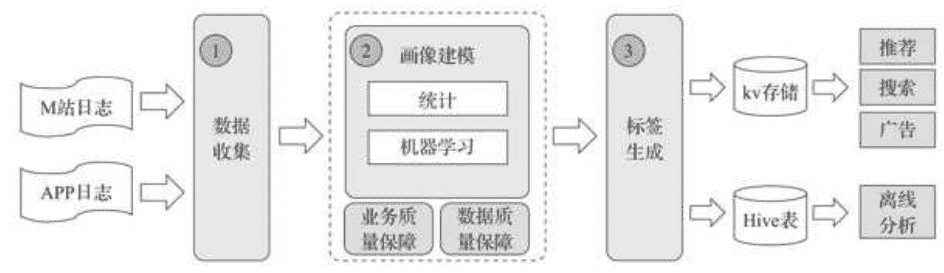 M站日志
APP日志
1
数据
收集
2
画像建模
统计
机器学习
业务质
量保障
数据质
量保障
3
标签
生成
kv存储
Hive表
推荐
搜索
广告
离线
分析